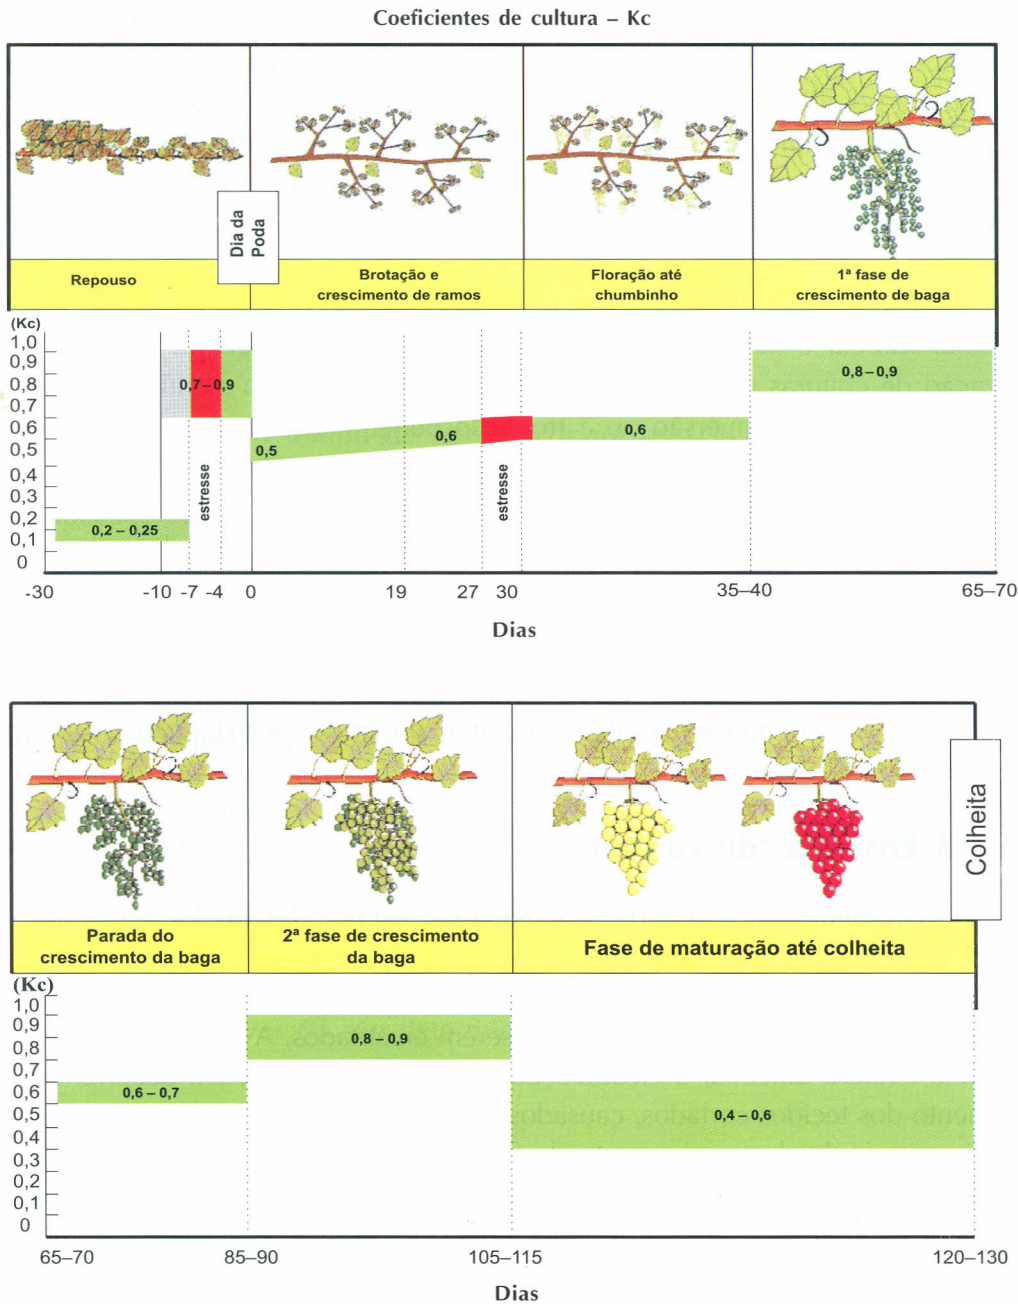 Coeficientes de cultura – Kc
Dia da
Poda
Repouso
Brotação e
crescimento de ramos
Floração até
chumbinho
1ª fase de
crescimento de baga
(Kc)
1,0
0,9
0,8
0,7
0,6
0,5
0,4
0,3
0,2
0,1
0
0,7–0,9
0,8–0,9
0,5
0,6
0,6
estresse
estresse
0,2 – 0,25
-30
-10 -7 -4 0
19
27
30
35–40
65–70
Dias
Colheita
Parada do
crescimento da baga
2ª fase de crescimento
da baga
Fase de maturação até colheita
(Kc)
1,0
0,9
0,8
0,7
0,6
0,5
0,4
0,3
0,2
0,1
0
0,6 – 0,7
0,8 – 0,9
0,4 – 0,6
65–70
85–90
105–115
120–130
Dias